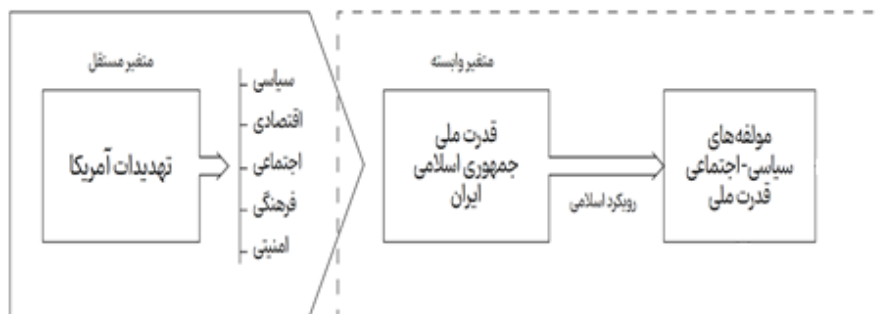 متغیر مستقل
تهدیدات آمریکا
سیاسی
اقتصادی
اجتماعی
فرهنگی
امنیتی
متغیر وابسته
قدرت ملی
جمهوری اسلامی
ایران
رویکرد اسلامی
مولفه‌های
سیاسی-اجتماعی
قدرت ملی